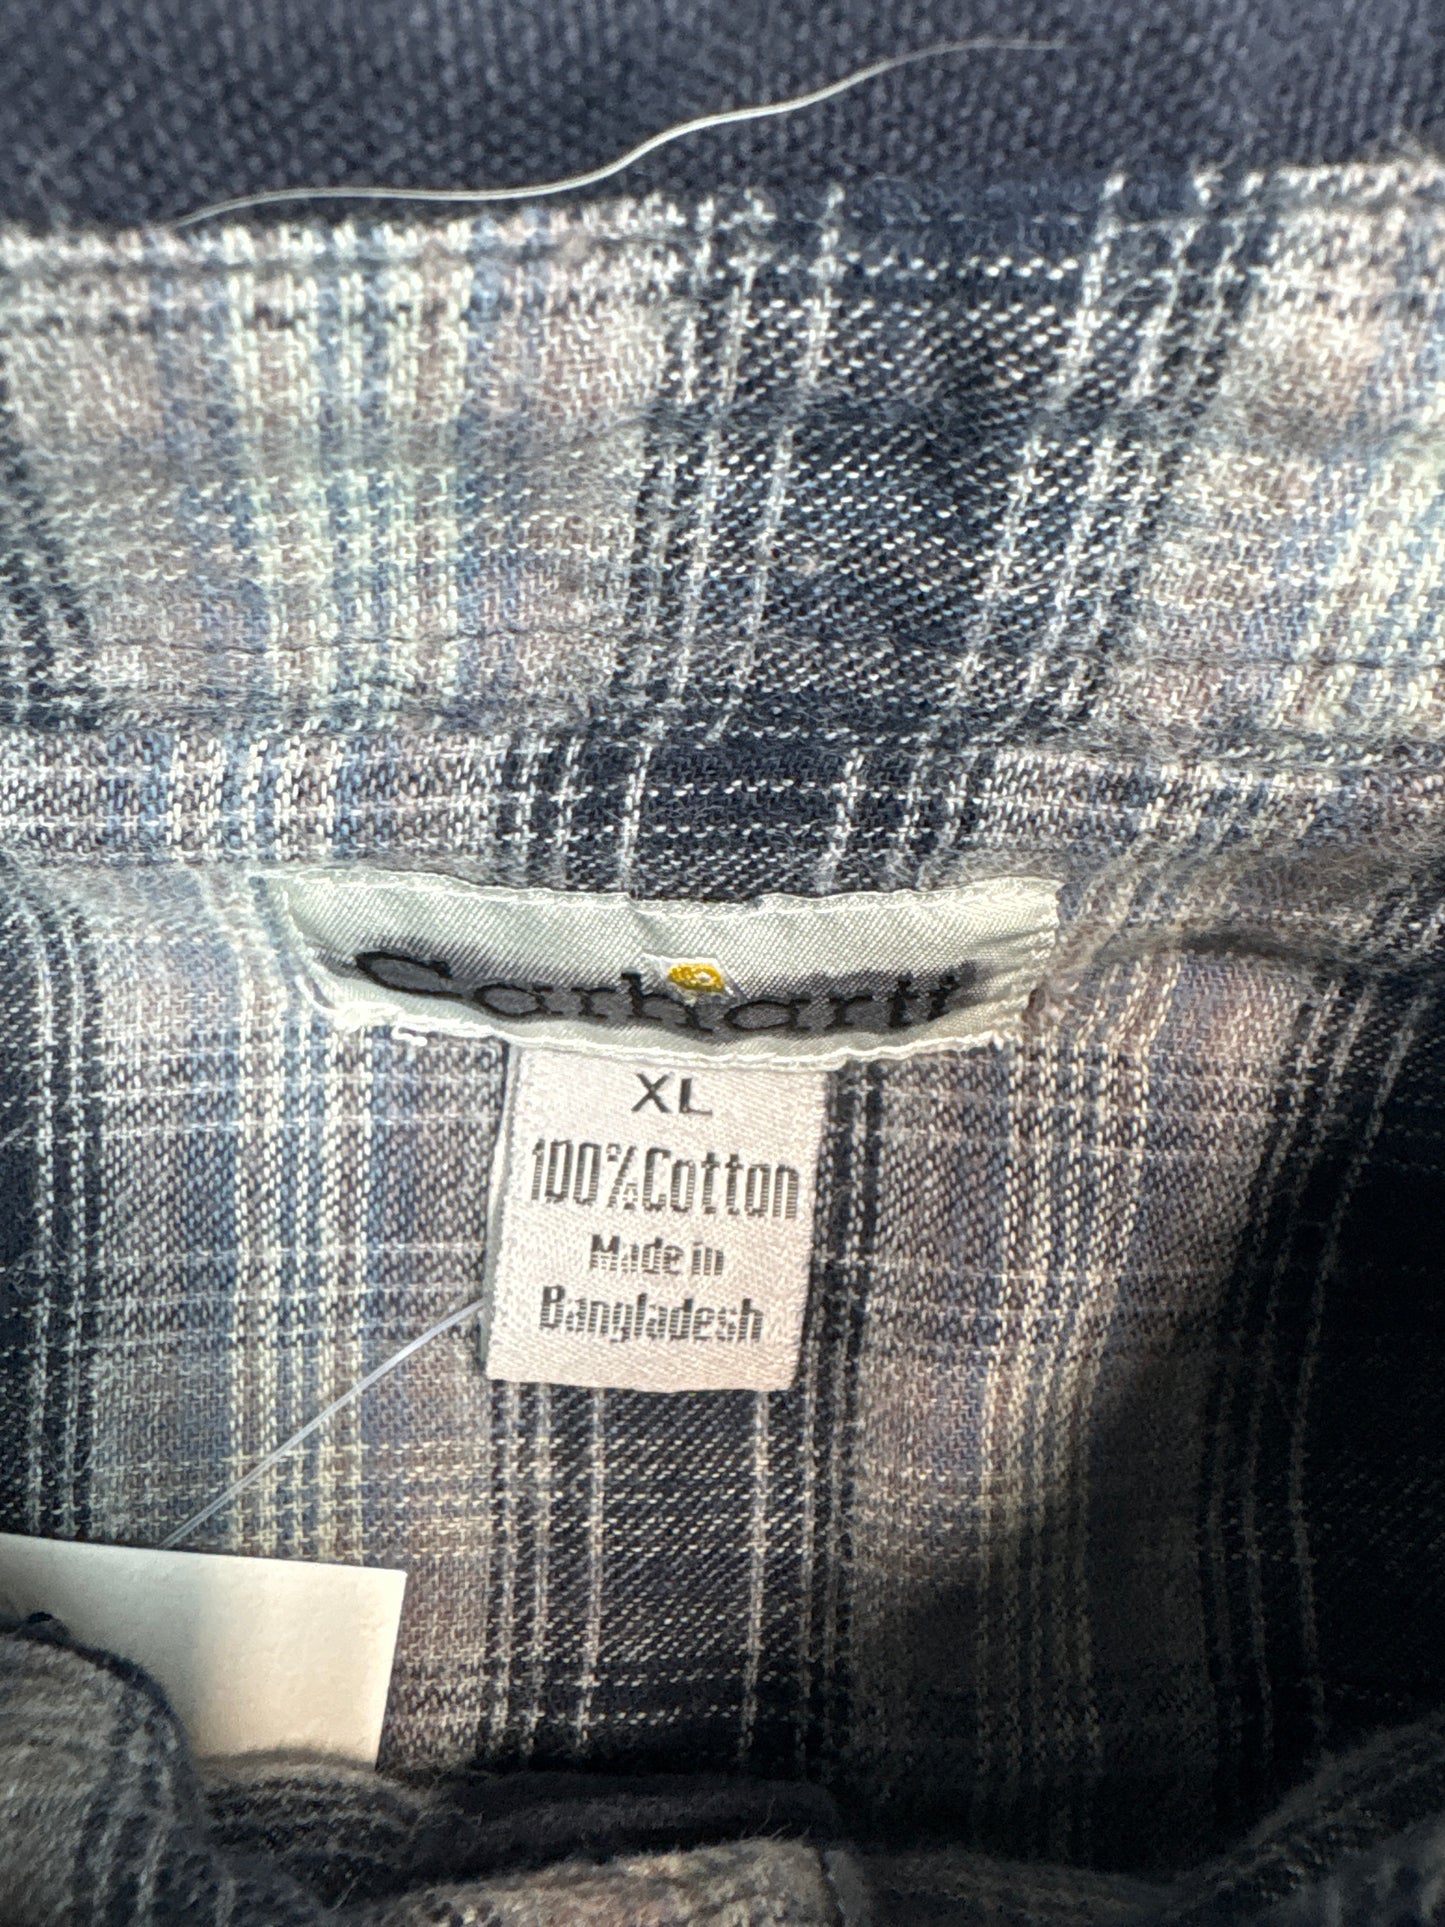 Carhartt
XL
100% Cotton
Made in
Bangladesh